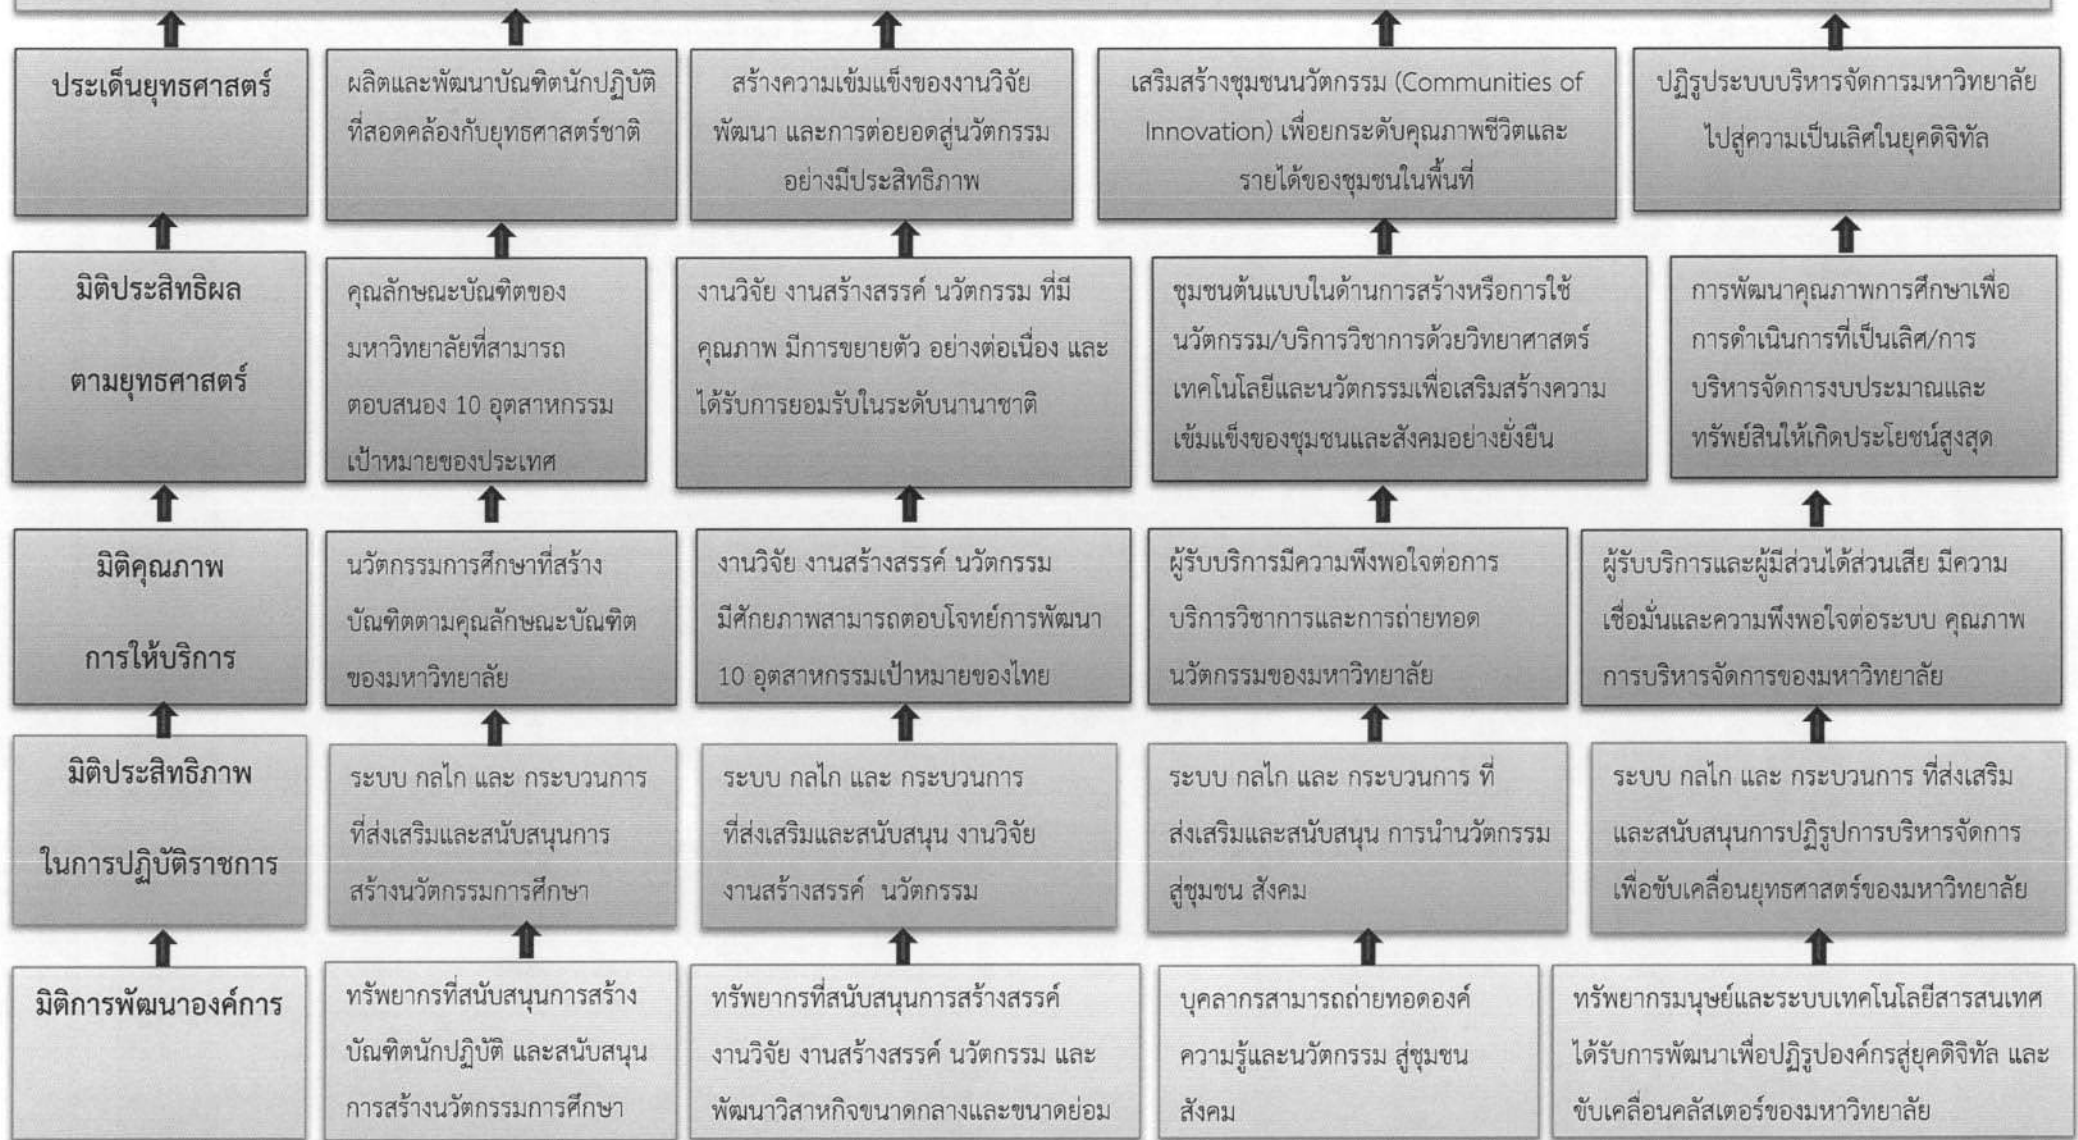 ประเด็นยุทธศาสตร์
ผลิตและพัฒนาบัณฑิตนักปฏิบัติ
ที่สอดคล้องกับยุทธศาสตร์ชาติ
สร้างความเข้มแข็งของงานวิจัย
พัฒนา และการต่อยอดสู่นวัตกรรม
อย่างมีประสิทธิภาพ
เสริมสร้างชุมชนนวัตกรรม (Communities of
Innovation) เพื่อยกระดับคุณภาพชีวิตและ
รายได้ของชุมชนในพื้นที่
ปฏิรูประบบบริหารจัดการมหาวิทยาลัย
ไปสู่ความเป็นเลิศในยุคดิจิทัล
มิติประสิทธิผล
ตามยุทธศาสตร์
คุณลักษณะบัณฑิตของ
มหาวิทยาลัยที่สามารถ
ตอบสนอง 10 อุตสาหกรรม
เป้าหมายของประเทศ
งานวิจัย งานสร้างสรรค์ นวัตกรรม ที่มี
คุณภาพ มีการขยายตัว อย่างต่อเนื่อง และ
ได้รับการยอมรับในระดับนานาชาติ
ชุมชนต้นแบบในด้านการสร้างหรือการใช้
นวัตกรรม/บริการวิชาการด้วยวิทยาศาสตร์
เทคโนโลยีและนวัตกรรมเพื่อเสริมสร้างความ
เข้มแข็งของชุมชนและสังคมอย่างยั่งยืน
การพัฒนาคุณภาพการศึกษาเพื่อ
การดำเนินการที่เป็นเลิศ/การ
บริหารจัดการงบประมาณและ
ทรัพย์สินให้เกิดประโยชน์สูงสุด
มิติคุณภาพ
การให้บริการ
นวัตกรรมการศึกษาที่สร้าง
บัณฑิตตามคุณลักษณะบัณฑิต
ของมหาวิทยาลัย
งานวิจัย งานสร้างสรรค์ นวัตกรรม
มีศักยภาพสามารถตอบโจทย์การพัฒนา
10 อุตสาหกรรมเป้าหมายของไทย
ผู้รับบริการมีความพึงพอใจต่อการ
บริการวิชาการและการถ่ายทอด
นวัตกรรมของมหาวิทยาลัย
ผู้รับบริการและผู้มีส่วนได้ส่วนเสีย มีความ
เชื่อมั่นและความพึงพอใจต่อระบบ คุณภาพ
การบริหารจัดการของมหาวิทยาลัย
มิติประสิทธิภาพ
ในการปฏิบัติราชการ
ระบบ กลไก และ กระบวนการ
ที่ส่งเสริมและสนับสนุนการ
สร้างนวัตกรรมการศึกษา
ระบบ กลไก และ กระบวนการ
ที่ส่งเสริมและสนับสนุน งานวิจัย
งานสร้างสรรค์ นวัตกรรม
ระบบ กลไก และ กระบวนการ ที่
ส่งเสริมและสนับสนุน การนำนวัตกรรม
สู่ชุมชน สังคม
ระบบ กลไก และ กระบวนการ ที่ส่งเสริม
และสนับสนุนการปฏิรูปการบริหารจัดการ
เพื่อขับเคลื่อนยุทธศาสตร์ของมหาวิทยาลัย
มิติการพัฒนาองค์การ
ทรัพยากรที่สนับสนุนการสร้าง
บัณฑิตนักปฏิบัติ และสนับสนุน
การสร้างนวัตกรรมการศึกษา
ทรัพยากรที่สนับสนุนการสร้างสรรค์
งานวิจัย งานสร้างสรรค์ นวัตกรรม และ
พัฒนาวิสาหกิจขนาดกลางและขนาดย่อม
บุคลากรสามารถถ่ายทอดองค์
ความรู้และนวัตกรรม สู่ชุมชน
สังคม
ทรัพยากรมนุษย์และระบบเทคโนโลยีสารสนเทศ
ได้รับการพัฒนาเพื่อปฏิรูปองค์กรสู่ยุคดิจิทัล และ
ขับเคลื่อนคลัสเตอร์ของมหาวิทยาลัย